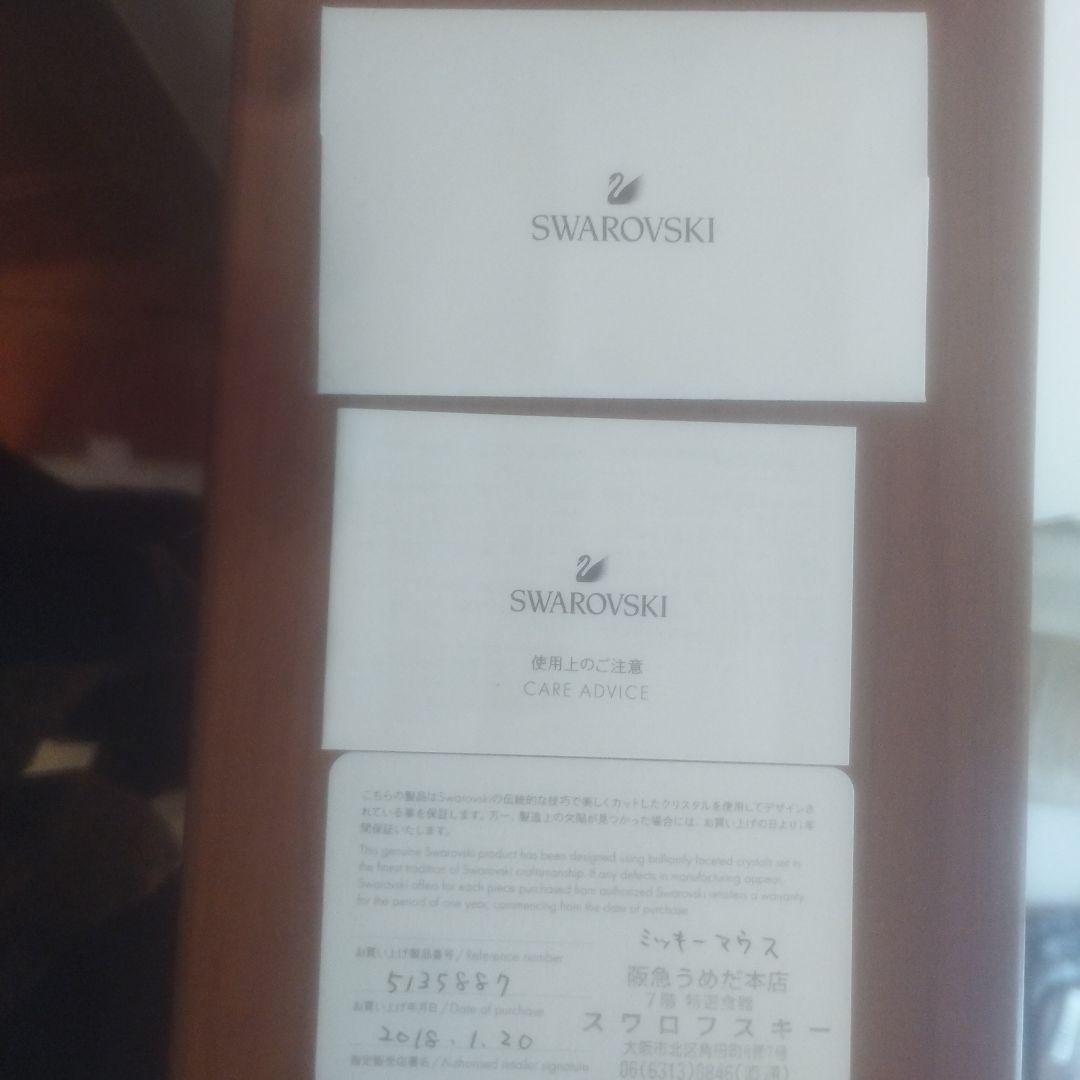 SWAROVSKI
SWAROVSKI
使用上のご注意
CARE ADVICE
こちらの製品はSwarovskiの伝統的な技巧で美しくカットしたクリスタルを使用してデザインさ
れている事を保証します。万一、製造上の欠陥が見つかった場合には、お買い上げの日より1年
間保証いたします。
This genuine Swarovski product has been designed using brilliantly faceted crystals set in
the finest tradition of Swarovski craftsmanship. If any defects in manufacturing appear,
Swarovski offers for each piece purchased from authorized Swarovski retailers a warranty
for the period of one year, commencing from the date of purchase.
ミッキーマウス
お買い上げ製品番号 / Reference number
5135887
阪急うめだ本店
7階 特選食器
お買い上げ年月日 / Date of purchase
スワロフスキー
2018.1.20
大阪市北区角田町8番7号
指定販売店署名 / Authorised retailer signature
06(6313)8846(直通)